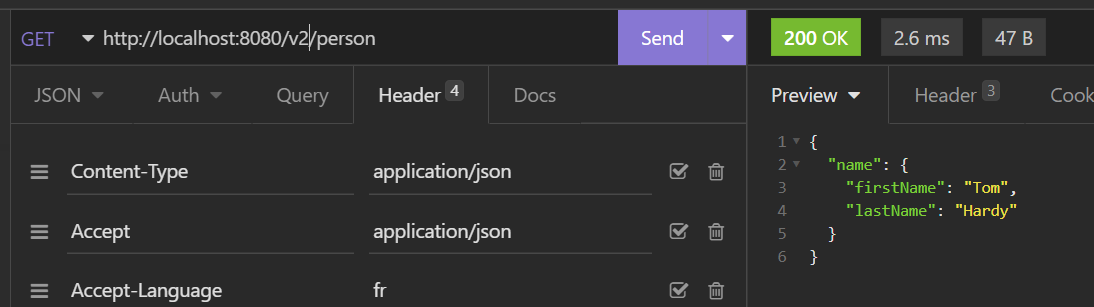 GET http://localhost:8080/v2/person Send 200 OK 2.6 ms 47 B
JSON Auth Query Header 4 Docs Preview Header 3 Cook
Content-Type application/json
Accept application/json
Accept-Language fr
1 {
2 "name": {
3 "firstName": "Tom",
4 "lastName": "Hardy"
5 }
6 }